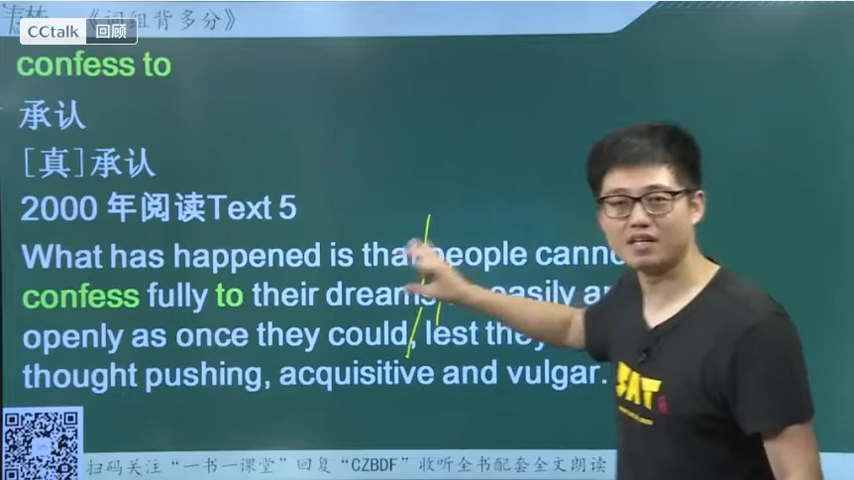 《词组背多分》
CCtalk 回顾
confess to
承认
[真]承认
2000 年阅读Text 5
What has happened is that people
confess fully to their dreams easily
openly as once they could, lest they
thought pushing, acquisitive and vulgar.
扫码关注“一书一课堂”回复“CZBDF”收听全书配套全文朗读